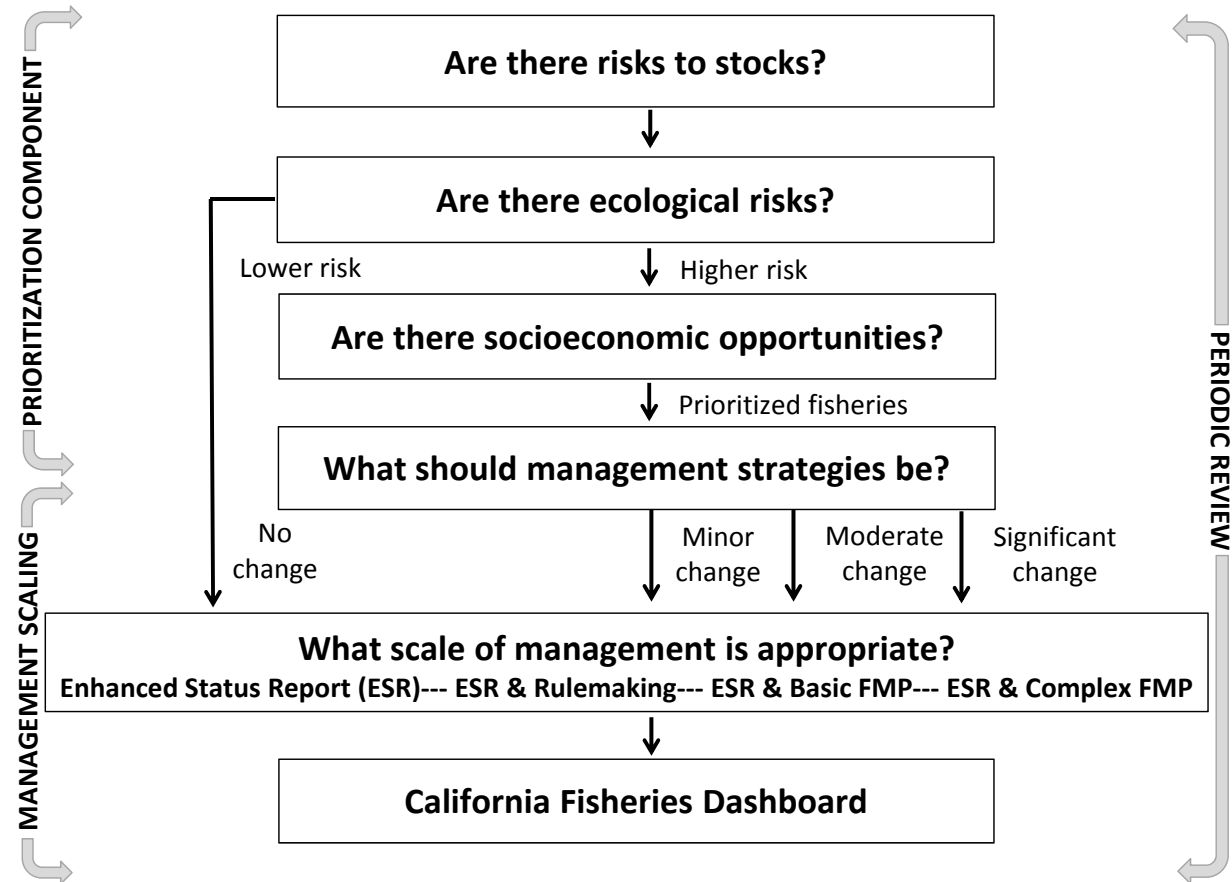 PRIORITIZATION COMPONENT
MANAGEMENT SCALING
PERIODIC REVIEW
Are there risks to stocks?
Are there ecological risks?
Lower risk
Higher risk
Are there socioeconomic opportunities?
Prioritized fisheries
What should management strategies be?
No
change
Minor
change
Moderate
change
Significant
change
What scale of management is appropriate?
Enhanced Status Report (ESR)--- ESR & Rulemaking--- ESR & Basic FMP--- ESR & Complex FMP
California Fisheries Dashboard